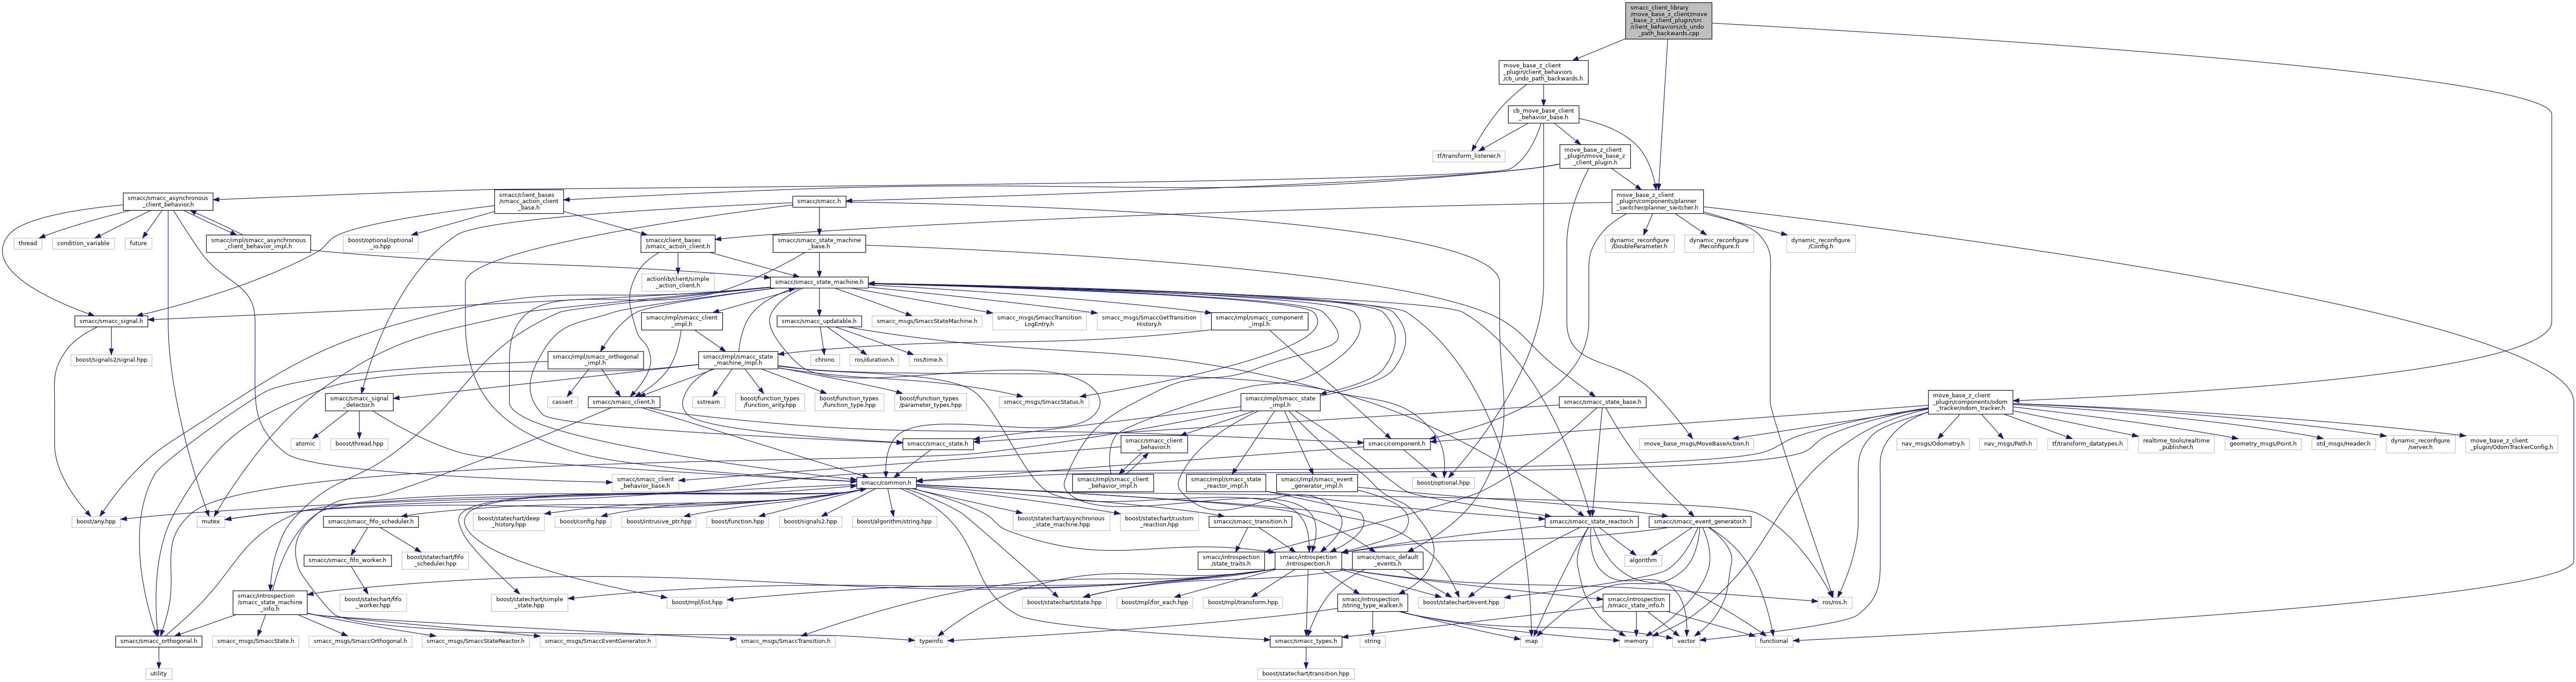 smacc_client_library
/move_base_z_client/move
_base_z_client_plugin/src
/client_behaviors/cb_undo
_path_backwards.cpp
move_base_z_client
_plugin/client_behaviors
/cb_undo_path_backwards.h
cb_move_base_client
_behavior_base.h
tf/transform_listener.h
move_base_z_client
_plugin/move_base_z
_client_plugin.h
smacc/smacc_asynchronous
_client_behavior.h
smacc/client_bases
/smacc_action_client
_base.h
smacc/smacc.h
move_base_z_client
_plugin/components/planner
_switcher/planner_switcher.h
thread
condition_variable
future
smacc/impl/smacc_asynchronous
_client_behavior_impl.h
boost/optional/optional
_io.hpp
smacc/client_bases
/smacc_action_client.h
smacc/smacc_state_machine
_base.h
dynamic_reconfigure
/DoubleParameter.h
dynamic_reconfigure
/Reconfigure.h
dynamic_reconfigure
/Config.h
actionlib/client/simple
_action_client.h
smacc/smacc_state_machine.h
smacc/smacc_signal.h
smacc/impl/smacc_client
_impl.h
smacc/smacc_updatable.h
smacc_msgs/SmaccStateMachine.h
smacc_msgs/SmaccTransition
LogEntry.h
smacc_msgs/SmaccGetTransition
History.h
smacc/impl/smacc_component
_impl.h
boost/signals2/signal.hpp
smacc/impl/smacc_orthogonal
_impl.h
smacc/impl/smacc_state
_machine_impl.h
chrono
ros/duration.h
ros/time.h
smacc/smacc_signal
_detector.h
cassert
smacc/smacc_client.h
sstream
boost/function_types
/function_arity.hpp
boost/function_types
/function_type.hpp
boost/function_types
/parameter_types.hpp
smacc_msgs/SmaccStatus.h
smacc/impl/smacc_state
_impl.h
smacc/smacc_state_base.h
move_base_z_client
_plugin/components/odom
_tracker/odom_tracker.h
atomic
boost/thread.hpp
smacc/smacc_state.h
smacc/smacc_client
_behavior.h
smacc/component.h
move_base_msgs/MoveBaseAction.h
nav_msgs/Odometry.h
nav_msgs/Path.h
tf/transform_datatypes.h
realtime_tools/realtime
_publisher.h
geometry_msgs/Point.h
std_msgs/Header.h
dynamic_reconfigure
/server.h
move_base_z_client
_plugin/OdomTrackerConfig.h
smacc/smacc_client
_behavior_base.h
smacc/common.h
smacc/impl/smacc_client
_behavior_impl.h
smacc/impl/smacc_state
_reactor_impl.h
smacc/impl/smacc_event
_generator_impl.h
boost/optional.hpp
boost/any.hpp
mutex
smacc/smacc_fifo_scheduler.h
boost/statechart/deep
_history.hpp
boost/config.hpp
boost/intrusive_ptr.hpp
boost/function.hpp
boost/signals2.hpp
boost/algorithm/string.hpp
boost/statechart/asynchronous
_state_machine.hpp
boost/statechart/custom
_reaction.hpp
smacc/smacc_transition.h
smacc/smacc_state_reactor.h
smacc/smacc_event_generator.h
smacc/smacc_fifo_worker.h
boost/statechart/fifo
_scheduler.hpp
smacc/introspection
/state_traits.h
smacc/introspection
/introspection.h
smacc/smacc_default
_events.h
algorithm
smacc/introspection
/smacc_state_machine
_info.h
boost/statechart/fifo
_worker.hpp
boost/statechart/simple
_state.hpp
boost/mpl/list.hpp
boost/statechart/state.hpp
boost/mpl/for_each.hpp
boost/mpl/transform.hpp
smacc/introspection
/string_type_walker.h
boost/statechart/event.hpp
smacc/introspection
/smacc_state_info.h
ros/ros.h
smacc/smacc_orthogonal.h
smacc_msgs/SmaccState.h
smacc_msgs/SmaccOrthogonal.h
smacc_msgs/SmaccStateReactor.h
smacc_msgs/SmaccEventGenerator.h
smacc_msgs/SmaccTransition.h
typeinfo
smacc/smacc_types.h
string
map
memory
vector
functional
utility
boost/statechart/transition.hpp